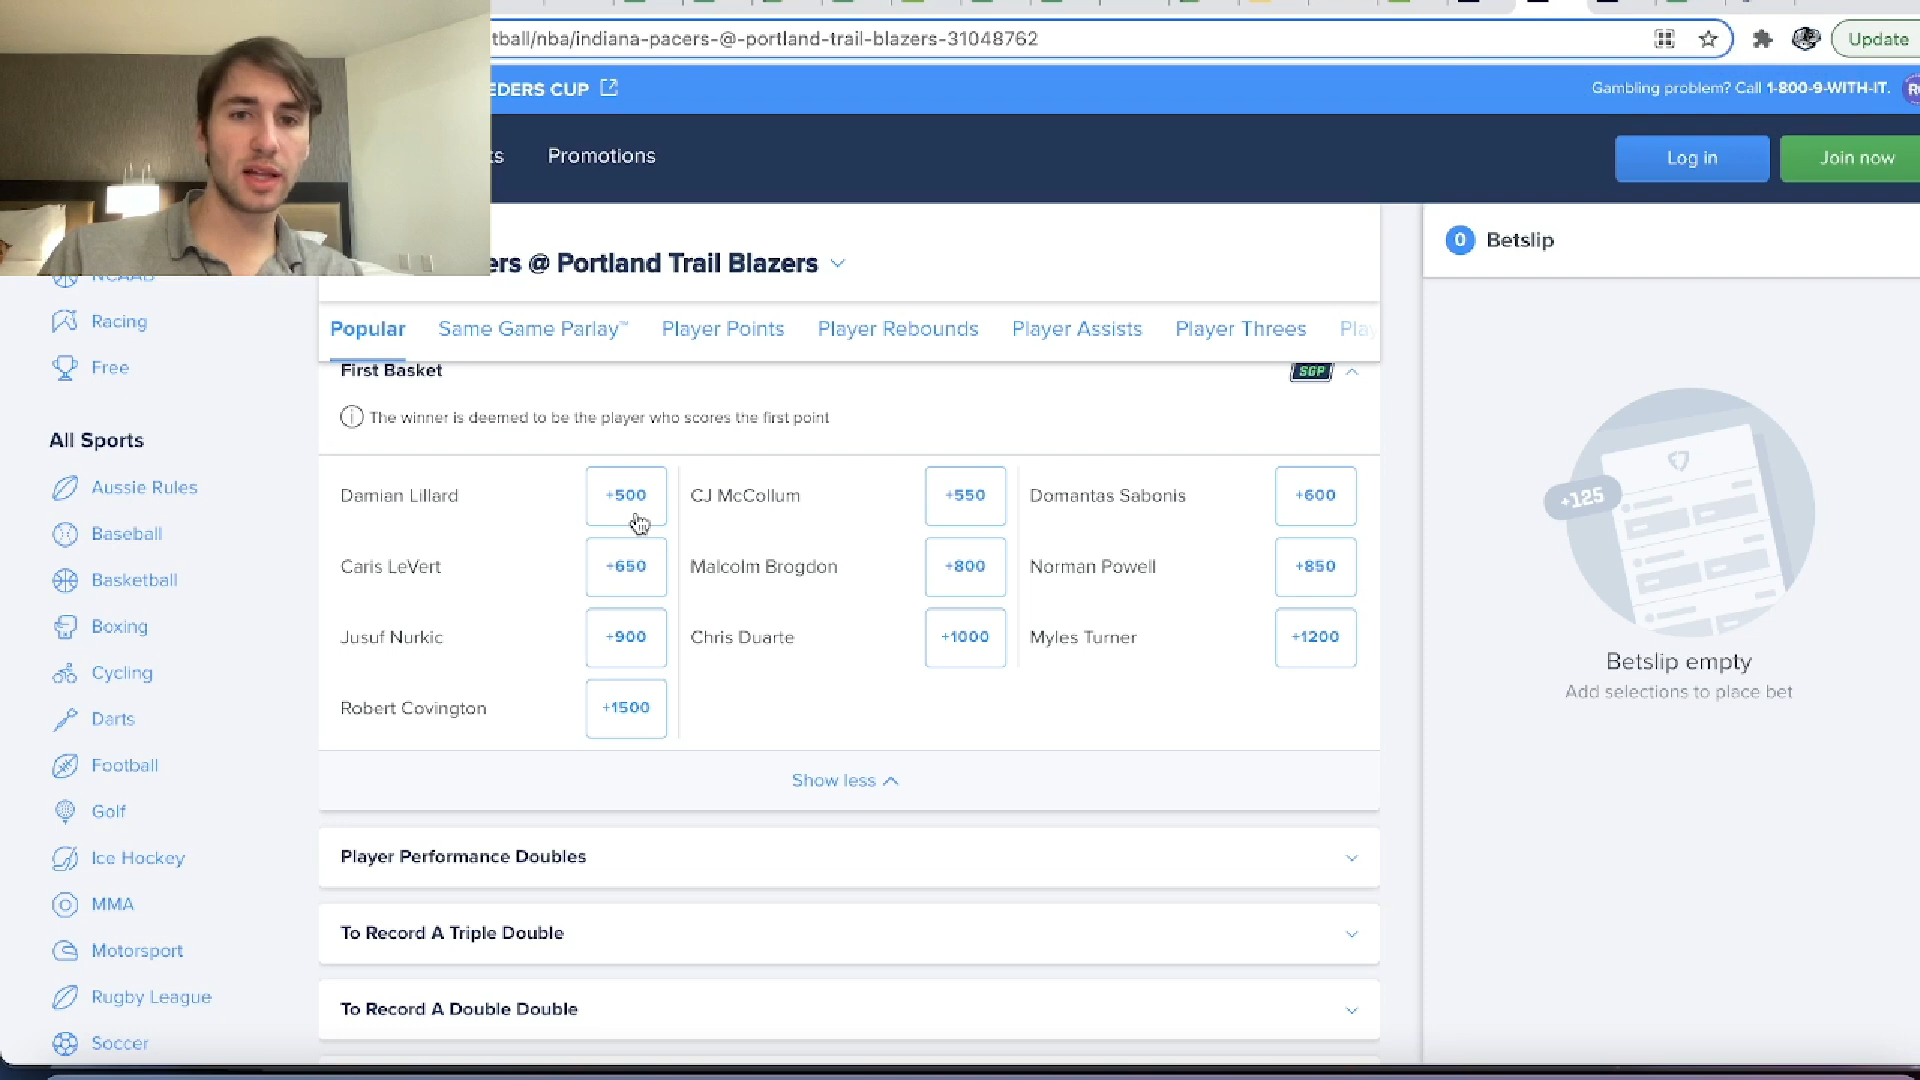 tball/nba/indiana-pacers-@-portland-trail-blazers-31048762
Update
EDERS CUP
Gambling problem? Call 1-800-9-WITH-IT.
Promotions
Log in
Join now
ers @ Portland Trail Blazers
0 Betslip
NCAAB
Racing
Free
All Sports
Aussie Rules
Baseball
Basketball
Boxing
Cycling
Darts
Football
Golf
Ice Hockey
MMA
Motorsport
Rugby League
Soccer
Popular Same Game Parlay™ Player Points Player Rebounds Player Assists Player Threes Play
First Basket SGP
The winner is deemed to be the player who scores the first point
Damian Lillard +500 CJ McCollum +550 Domantas Sabonis +600
Caris LeVert +650 Malcolm Brogdon +800 Norman Powell +850
Jusuf Nurkic +900 Chris Duarte +1000 Myles Turner +1200
Robert Covington +1500
Show less
Player Performance Doubles
To Record A Triple Double
To Record A Double Double
+125
Betslip empty
Add selections to place bet